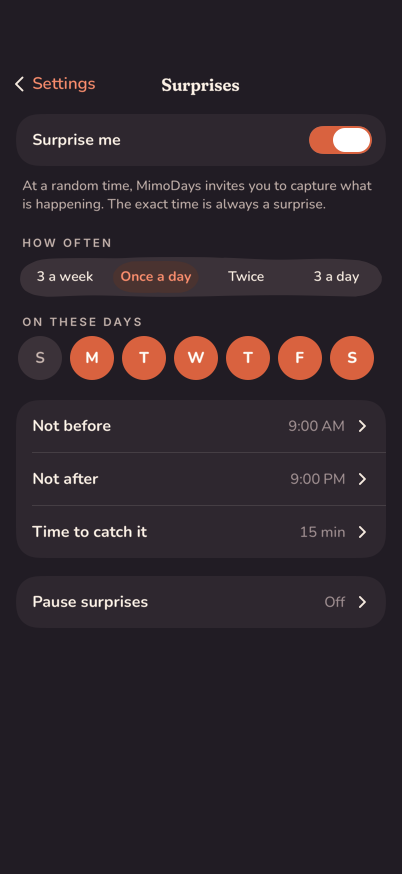 Settings
Surprises
Surprise me
At a random time, MimoDays invites you to capture what
is happening. The exact time is always a surprise.
HOW OFTEN
3 a week Once a day Twice 3 a day
ON THESE DAYS
S M T W T F S
Not before 9:00 AM
Not after 9:00 PM
Time to catch it 15 min
Pause surprises Off